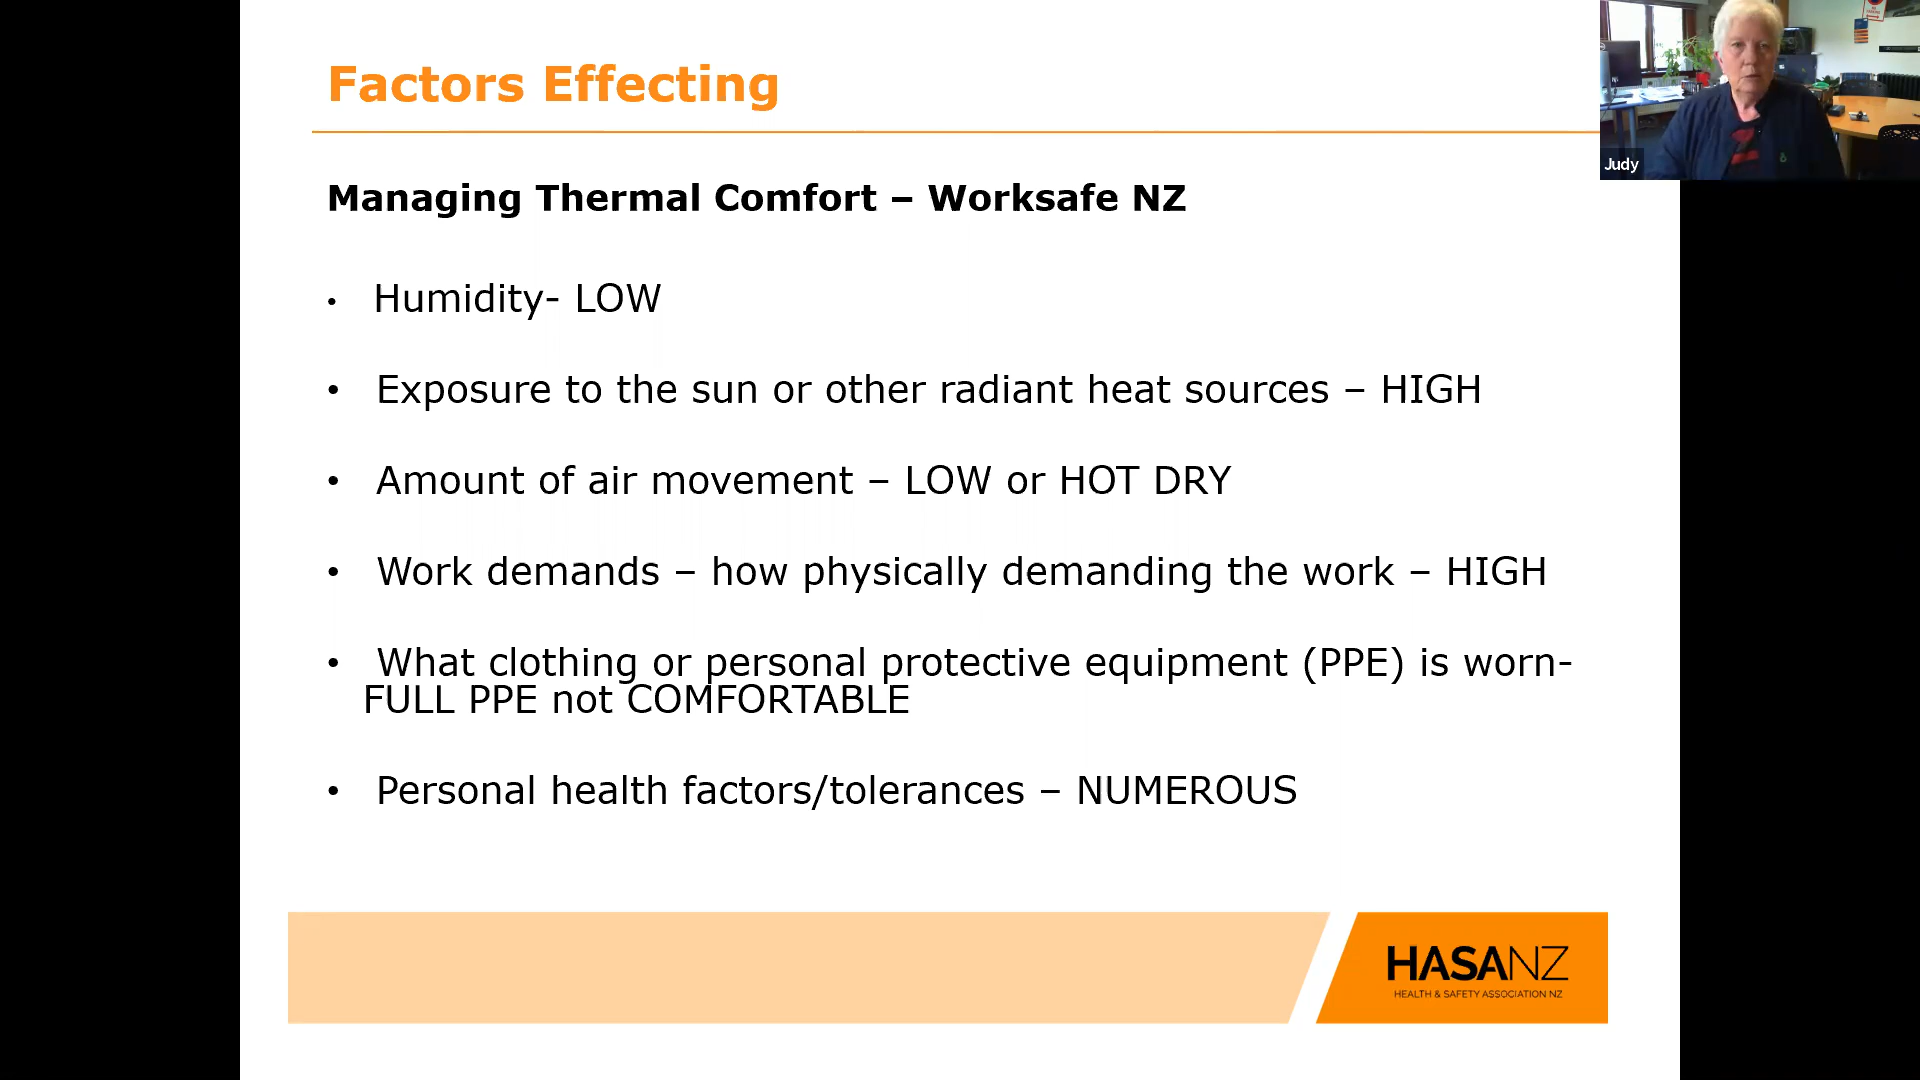 Factors Effecting
Judy
Managing Thermal Comfort – Worksafe NZ
• Humidity- LOW
• Exposure to the sun or other radiant heat sources – HIGH
• Amount of air movement – LOW or HOT DRY
• Work demands – how physically demanding the work – HIGH
• What clothing or personal protective equipment (PPE) is worn-
FULL PPE not COMFORTABLE
• Personal health factors/tolerances – NUMEROUS
HASANZ
HEALTH & SAFETY ASSOCIATION NZ